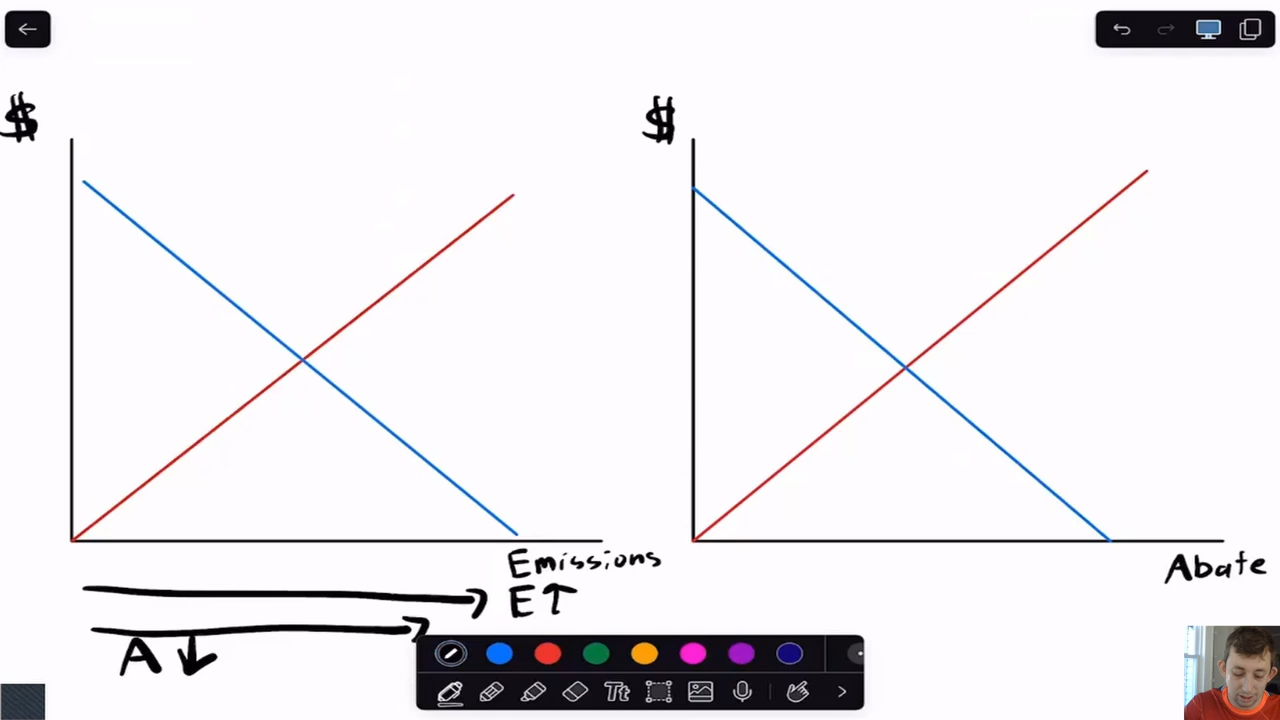 $
$
Emissions
Abate
E↑
A↓
Tt